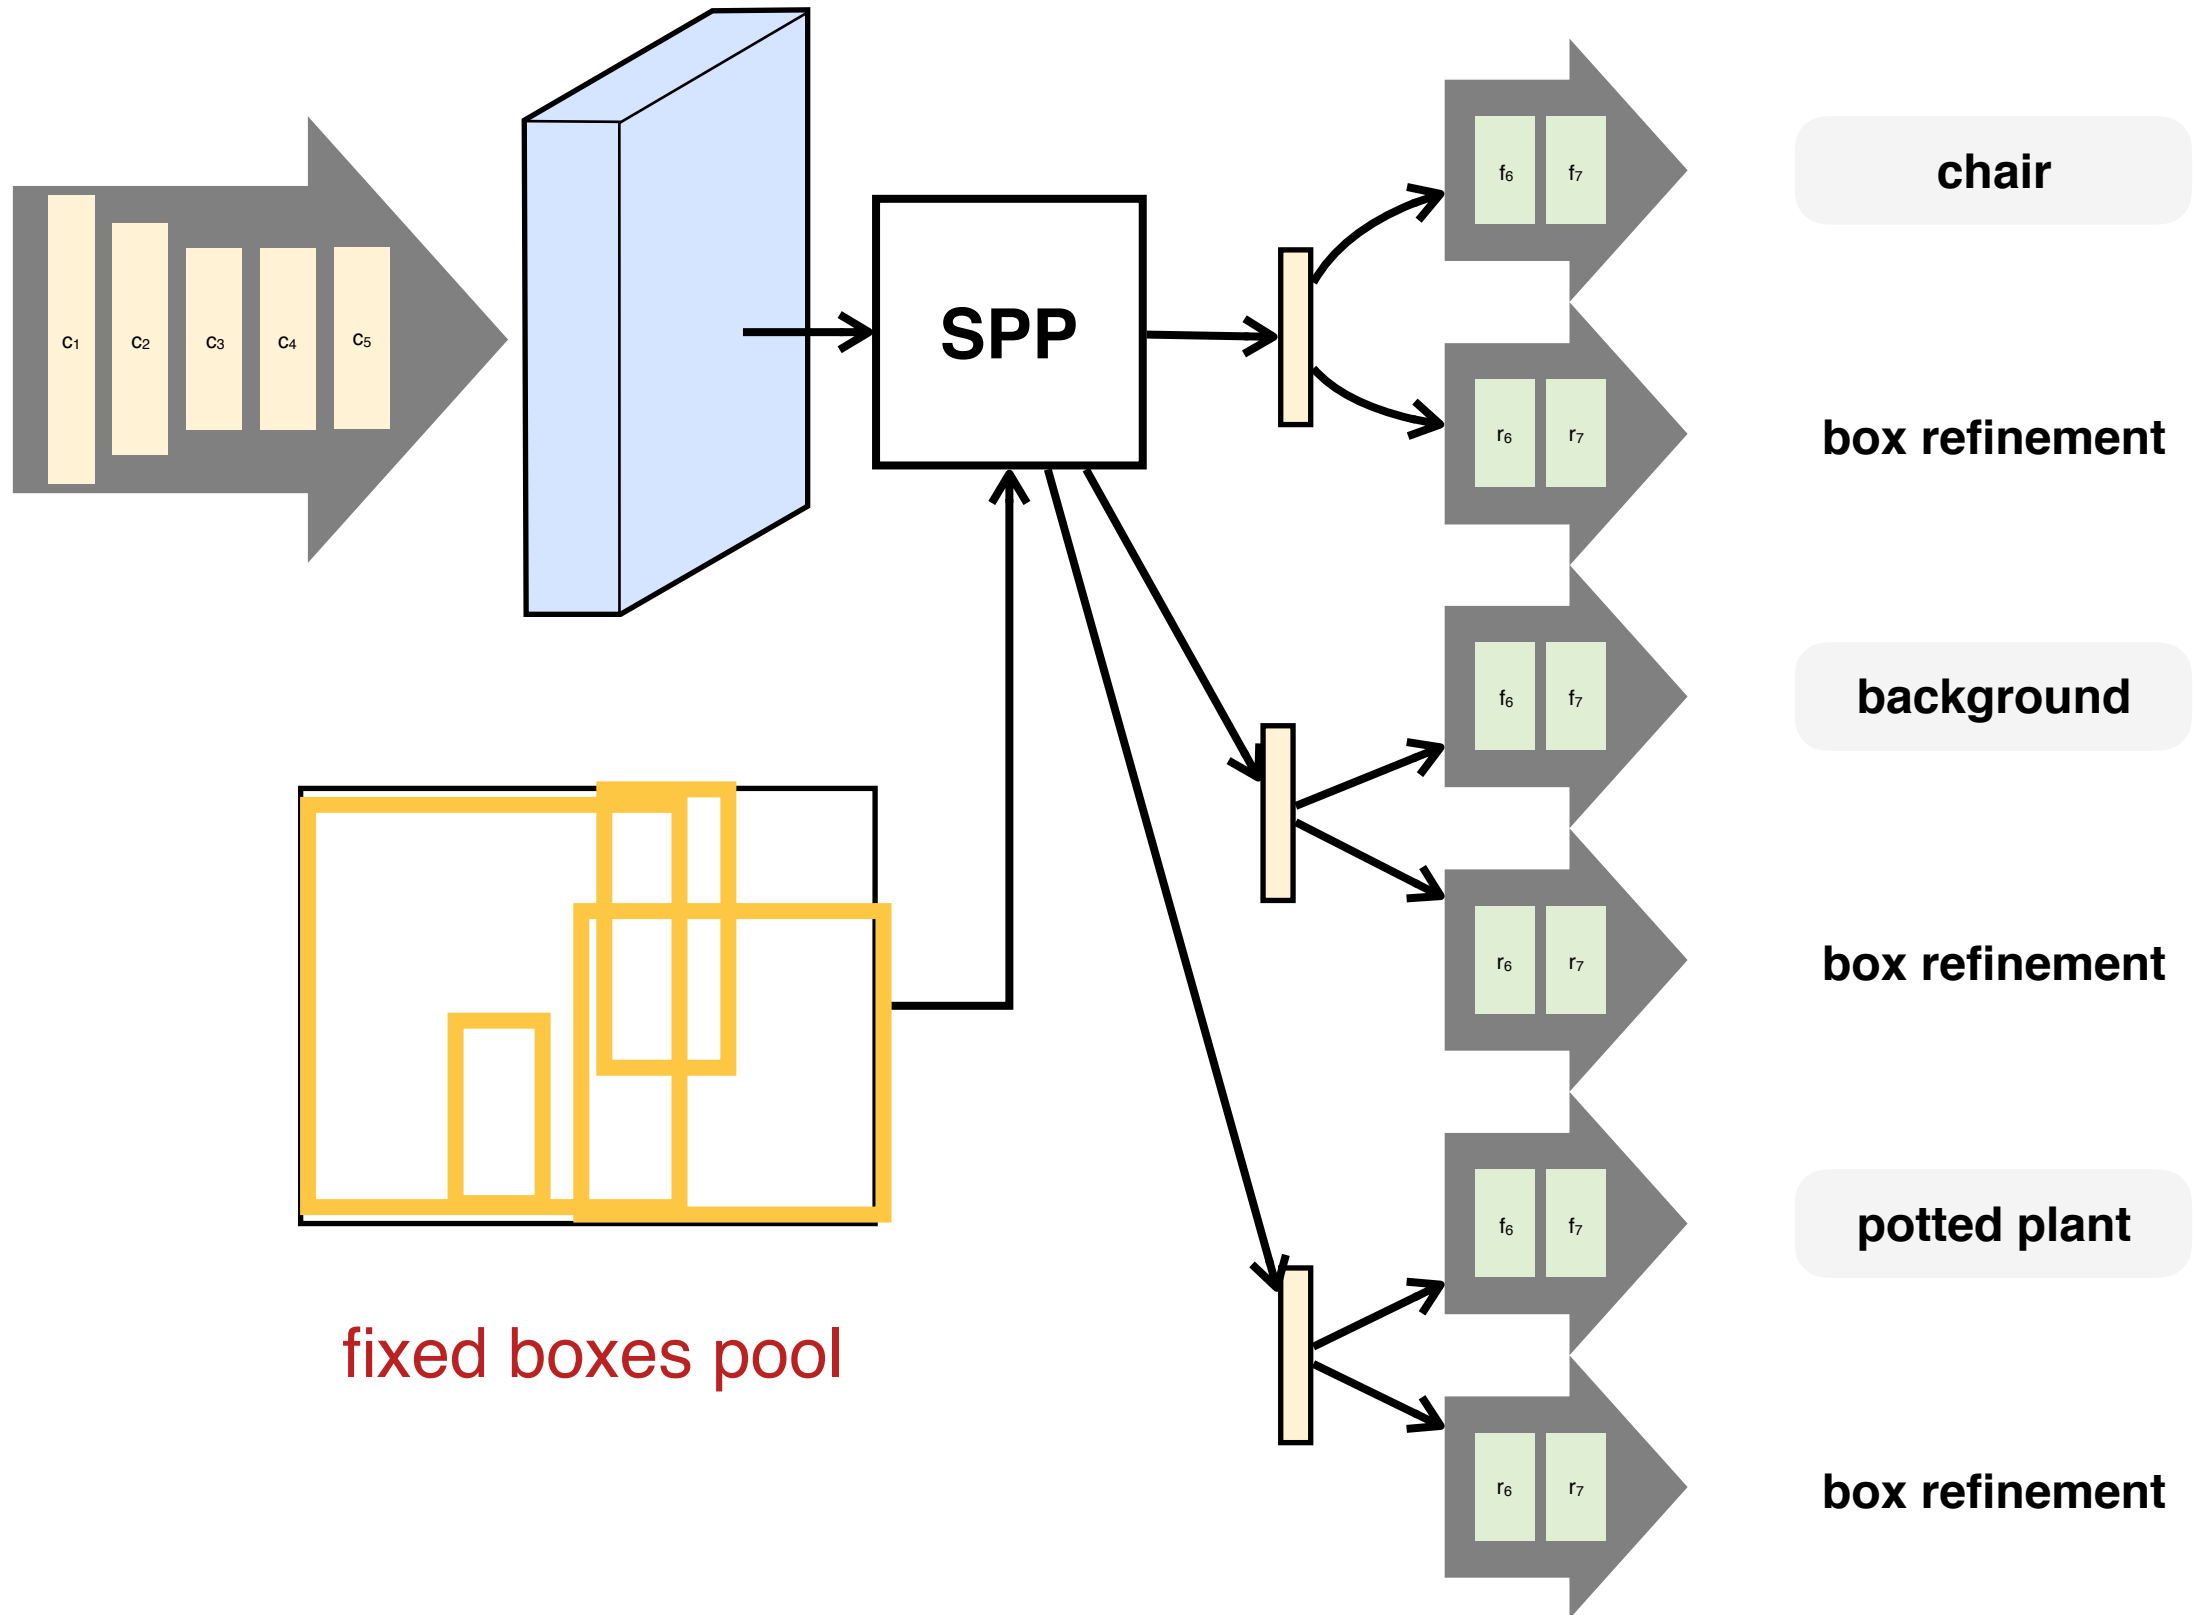 c₁ c₂ c₃ c₄ c₅
SPP
f₆ f₇
chair
r₆ r₇
box refinement
f₆ f₇
background
r₆ r₇
box refinement
f₆ f₇
potted plant
r₆ r₇
box refinement
fixed boxes pool